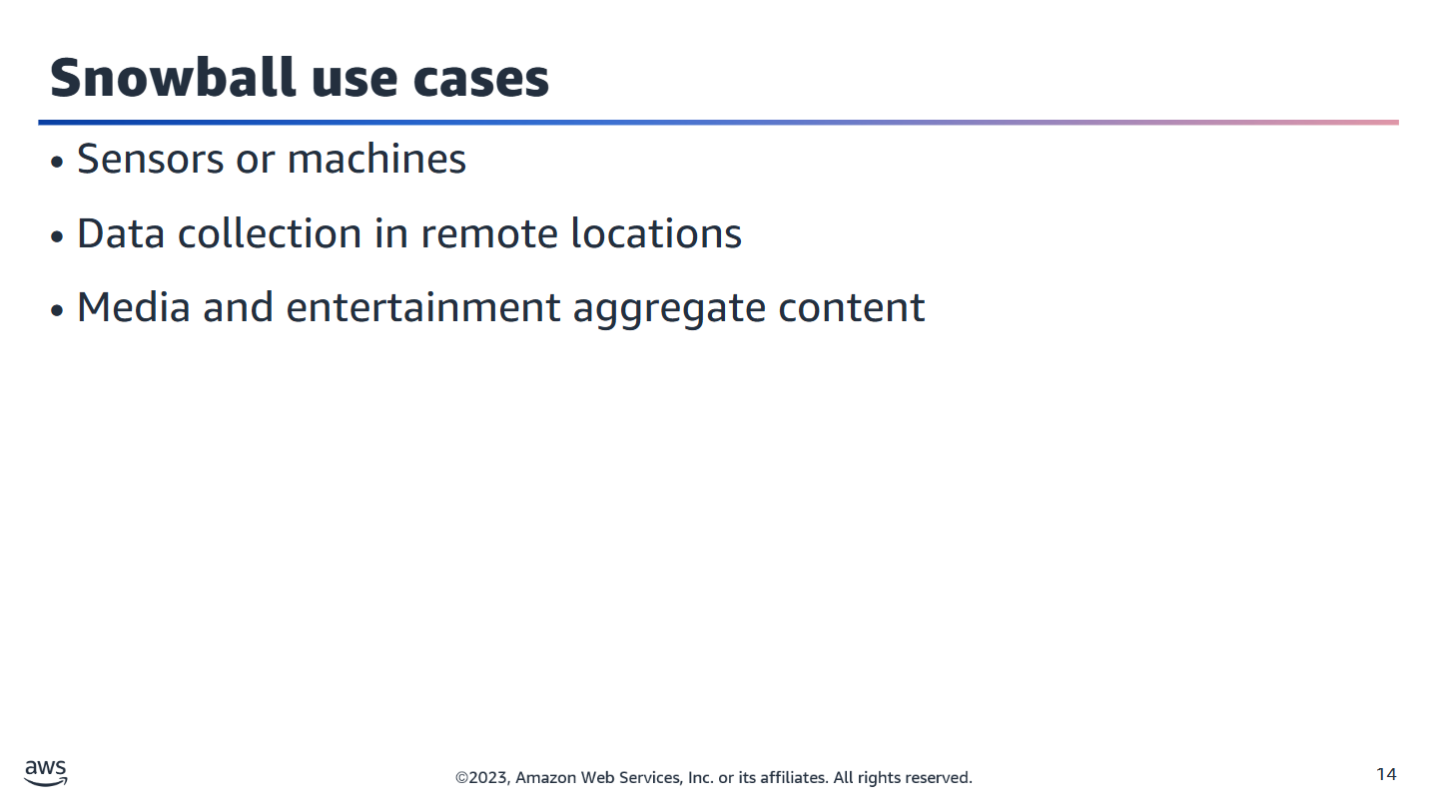 Snowball use cases
• Sensors or machines
• Data collection in remote locations
• Media and entertainment aggregate content
aws
©2023, Amazon Web Services, Inc. or its affiliates. All rights reserved.
14